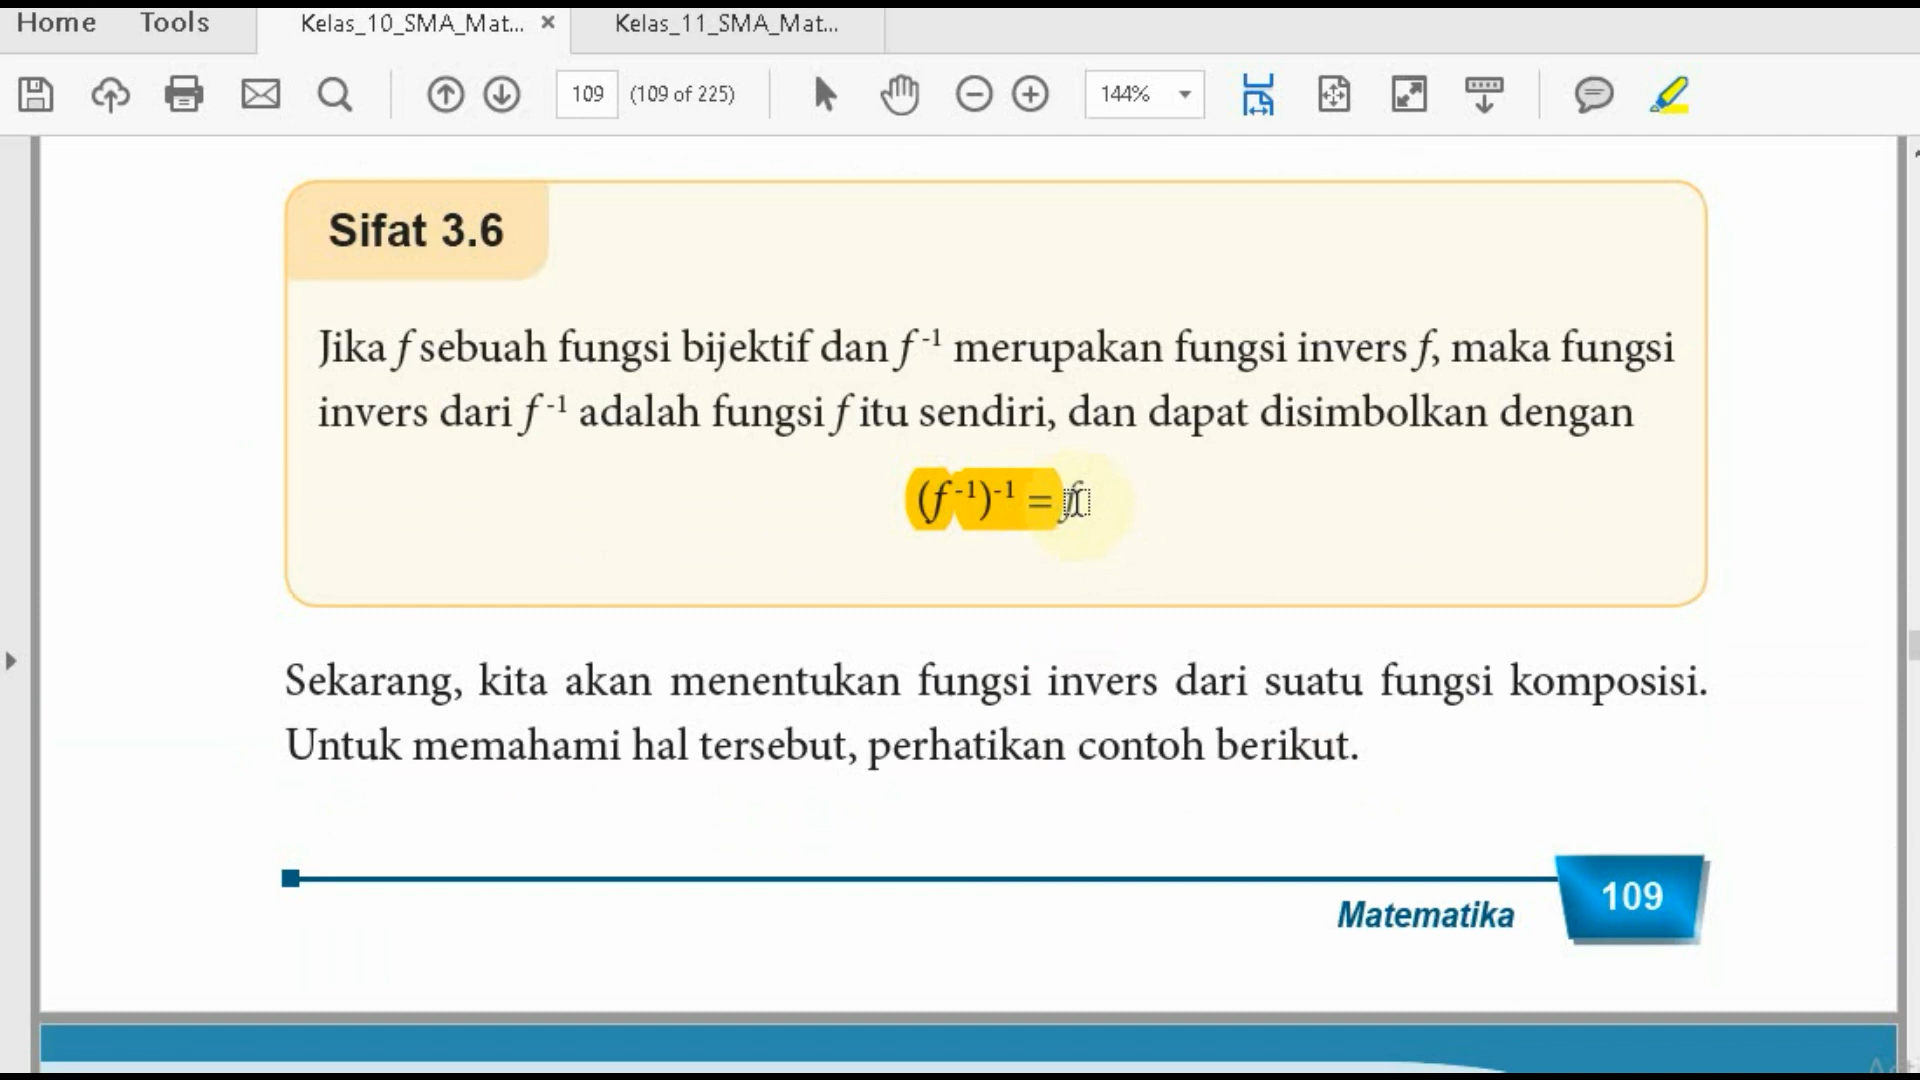 Home Tools Kelas_10_SMA_Mat... × Kelas_11_SMA_Mat...
109 (109 of 225) 144%
Sifat 3.6
Jika f sebuah fungsi bijektif dan f -1 merupakan fungsi invers f, maka fungsi
invers dari f -1 adalah fungsi f itu sendiri, dan dapat disimbolkan dengan
(f -1)-1 = f
Sekarang, kita akan menentukan fungsi invers dari suatu fungsi komposisi.
Untuk memahami hal tersebut, perhatikan contoh berikut.
Matematika 109